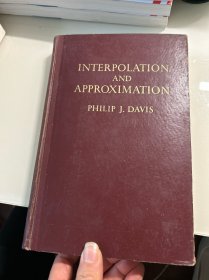 INTERPOLATION
AND
APPROXIMATION
PHILIP J. DAVIS